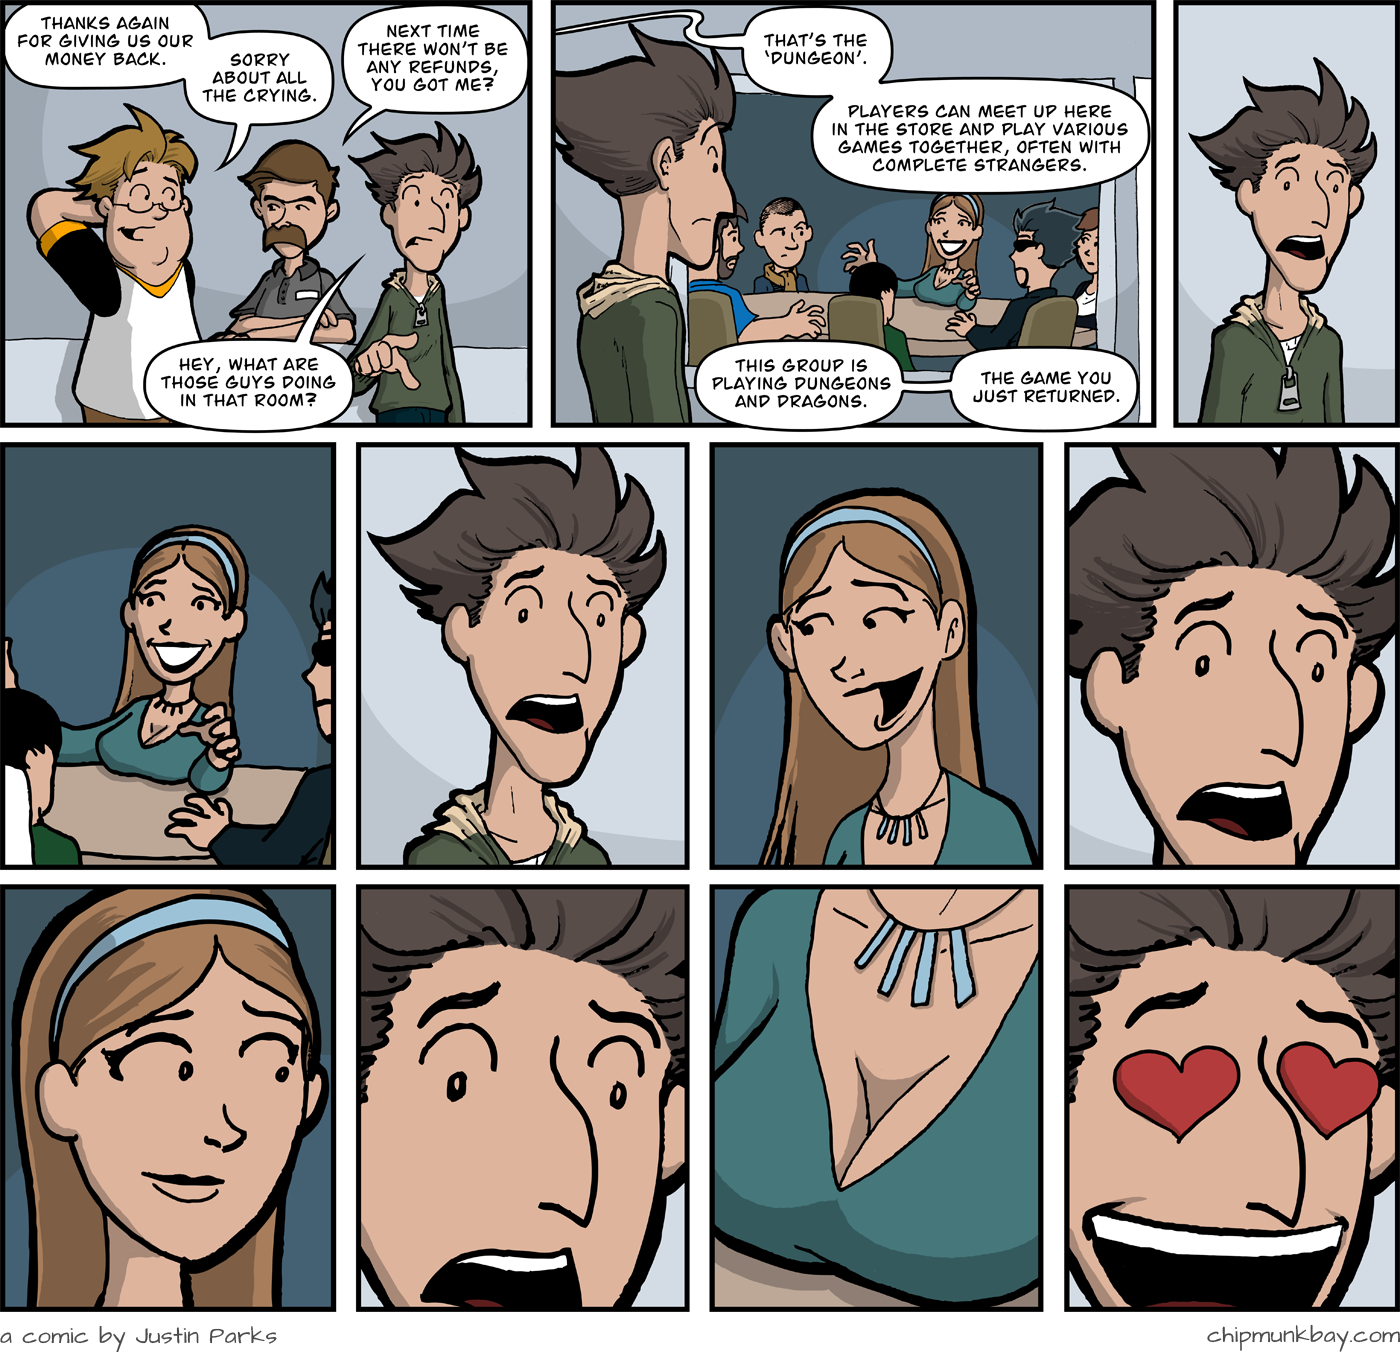 THANKS AGAIN
FOR GIVING US OUR
MONEY BACK.
SORRY
ABOUT ALL
THE CRYING.
NEXT TIME
THERE WON'T BE
ANY REFUNDS,
YOU GOT ME?
HEY, WHAT ARE
THOSE GUYS DOING
IN THAT ROOM?
THAT'S THE
'DUNGEON'.
PLAYERS CAN MEET UP HERE
IN THE STORE AND PLAY VARIOUS
GAMES TOGETHER, OFTEN WITH
COMPLETE STRANGERS.
THIS GROUP IS
PLAYING DUNGEONS
AND DRAGONS.
THE GAME YOU
JUST RETURNED.
a comic by Justin Parks
chipmunkbay.com